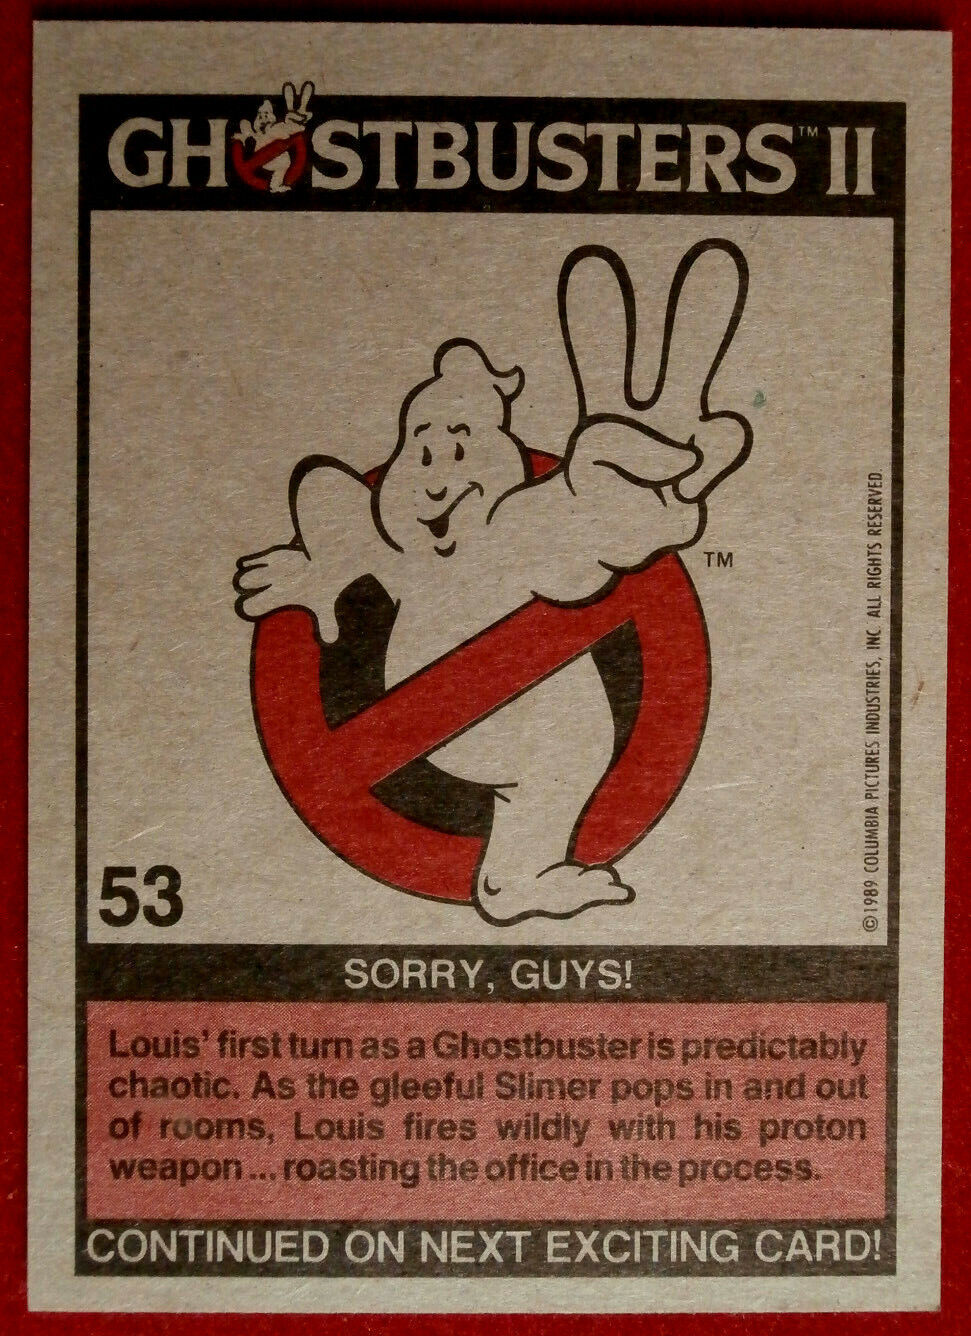 GHOSTBUSTERS™ II
TM
©1989 COLUMBIA PICTURES INDUSTRIES, INC. ALL RIGHTS RESERVED
53
SORRY, GUYS!
Louis' first turn as a Ghostbuster is predictably
chaotic. As the gleeful Slimer pops in and out
of rooms, Louis fires wildly with his proton
weapon ... roasting the office in the process.
CONTINUED ON NEXT EXCITING CARD!